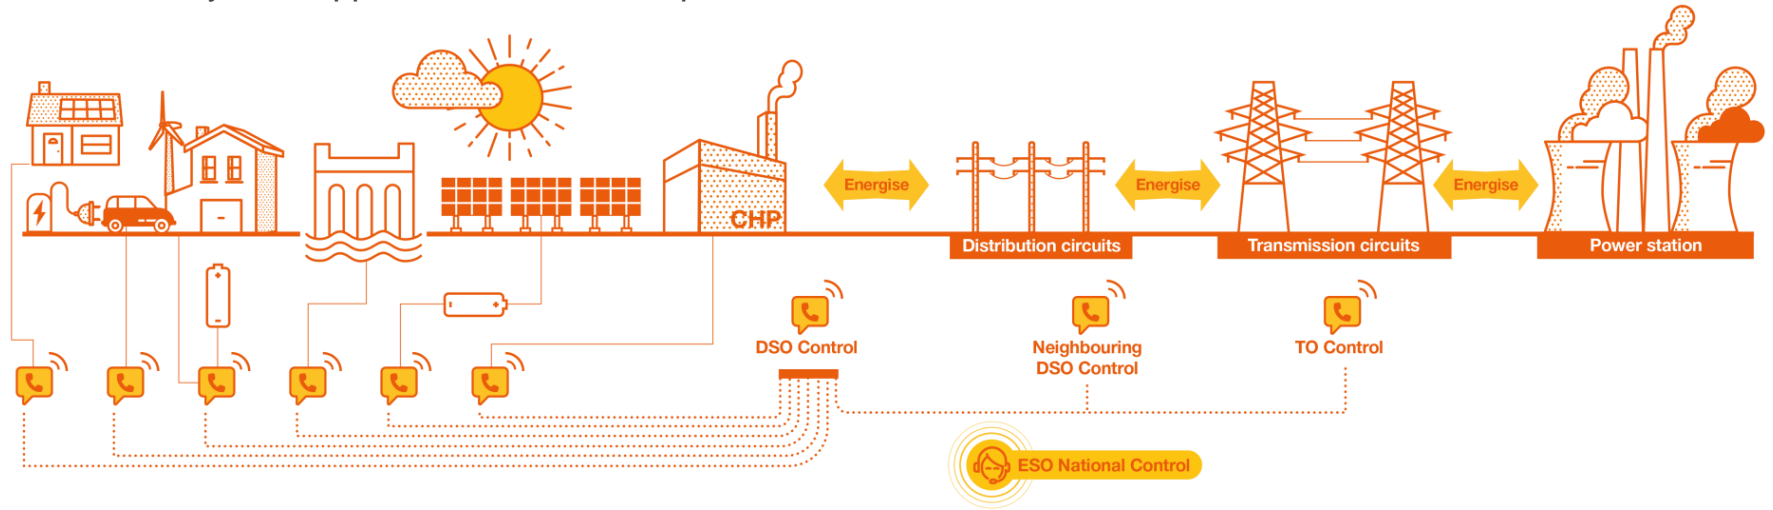 CHP
Energise
Energise
Energise
Distribution circuits
Transmission circuits
Power station
DSO Control
Neighbouring
DSO Control
TO Control
ESO National Control